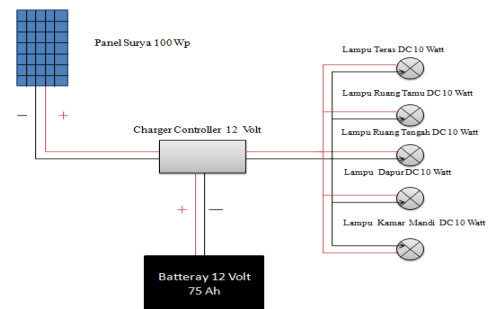 Panel Surya 100 Wp
Lampu Teras DC 10 Watt
Lampu Ruang Tamu DC 10 Watt
Charger Controller 12 Volt
Lampu Ruang Tengah DC 10 Watt
Lampu Dapur DC 10 Watt
Lampu Kamar Mandi DC 10 Watt
Batteray 12 Volt
75 Ah